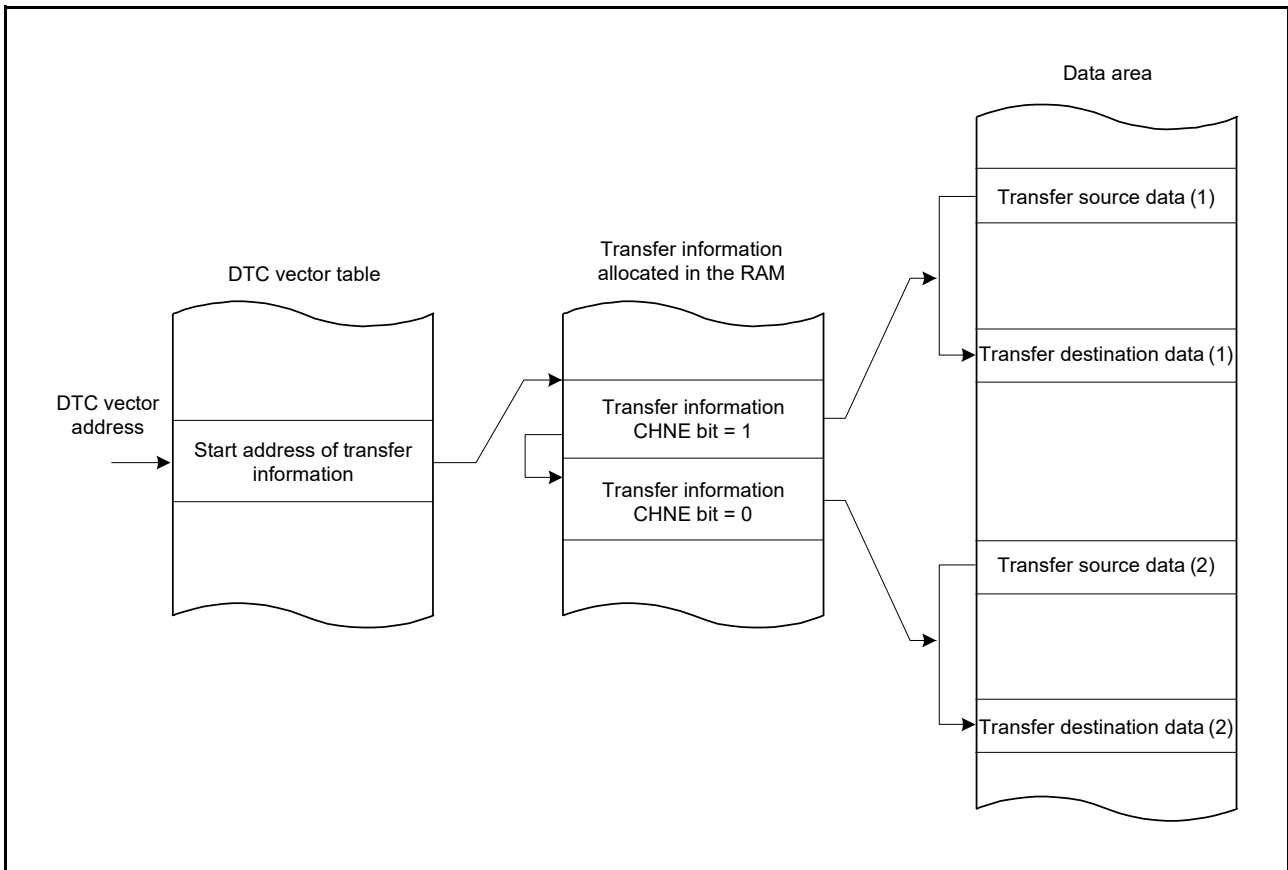 Data area
Transfer source data (1)
Transfer destination data (1)
Transfer source data (2)
Transfer destination data (2)
Transfer information
allocated in the RAM
Transfer information
CHNE bit = 1
Transfer information
CHNE bit = 0
DTC vector table
Start address of transfer
information
DTC vector
address